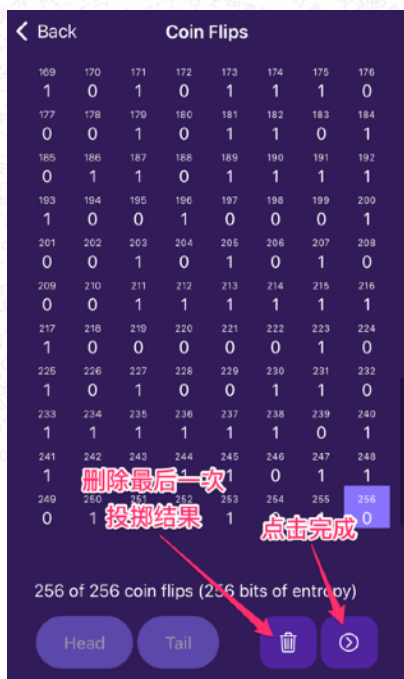 Back Coin Flips
169 170 171 172 173 174 175 176
1 0 1 0 1 1 1 0
177 178 179 180 181 182 183 184
0 0 1 0 1 1 0 1
185 186 187 188 189 190 191 192
0 1 1 0 1 1 1 1
193 194 195 196 197 198 199 200
1 0 0 1 0 0 0 1
201 202 203 204 205 206 207 208
0 0 1 0 1 0 1 0
209 210 211 212 213 214 215 216
0 0 1 1 1 1 1 1
217 218 219 220 221 222 223 224
1 0 0 0 0 0 1 0
225 226 227 228 229 230 231 232
1 0 1 0 0 1 1 0
233 234 235 236 237 238 239 240
1 1 1 1 1 1 0 1
241 242 243 244 245 246 247 248
1 1 0 1 1
删除最后一次
249 250 251 252 253 254 255 256
0 1 1 0
投掷结果 点击完成
256 of 256 coin flips (256 bits of entropy)
Head Tail